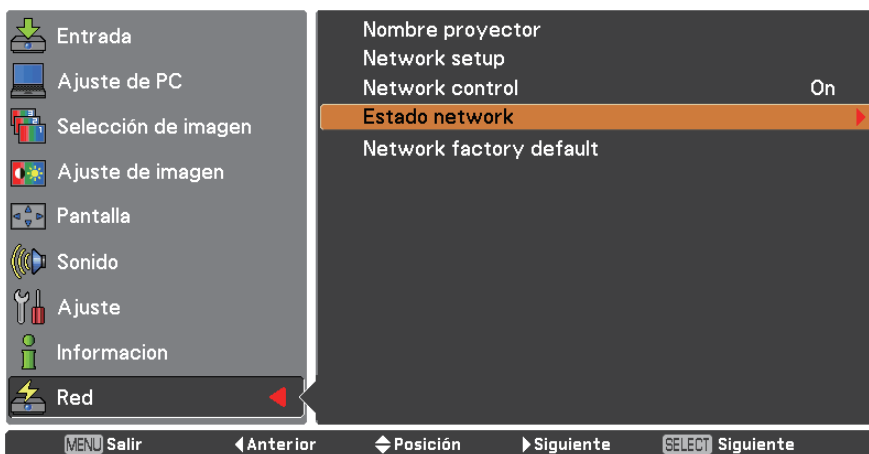 Entrada
Ajuste de PC
Selección de imagen
Ajuste de imagen
Pantalla
Sonido
Ajuste
Informacion
Red
Nombre proyector
Network setup
Network control On
Estado network
Network factory default
MENU Salir Anterior Posición Siguiente SELECT Siguiente